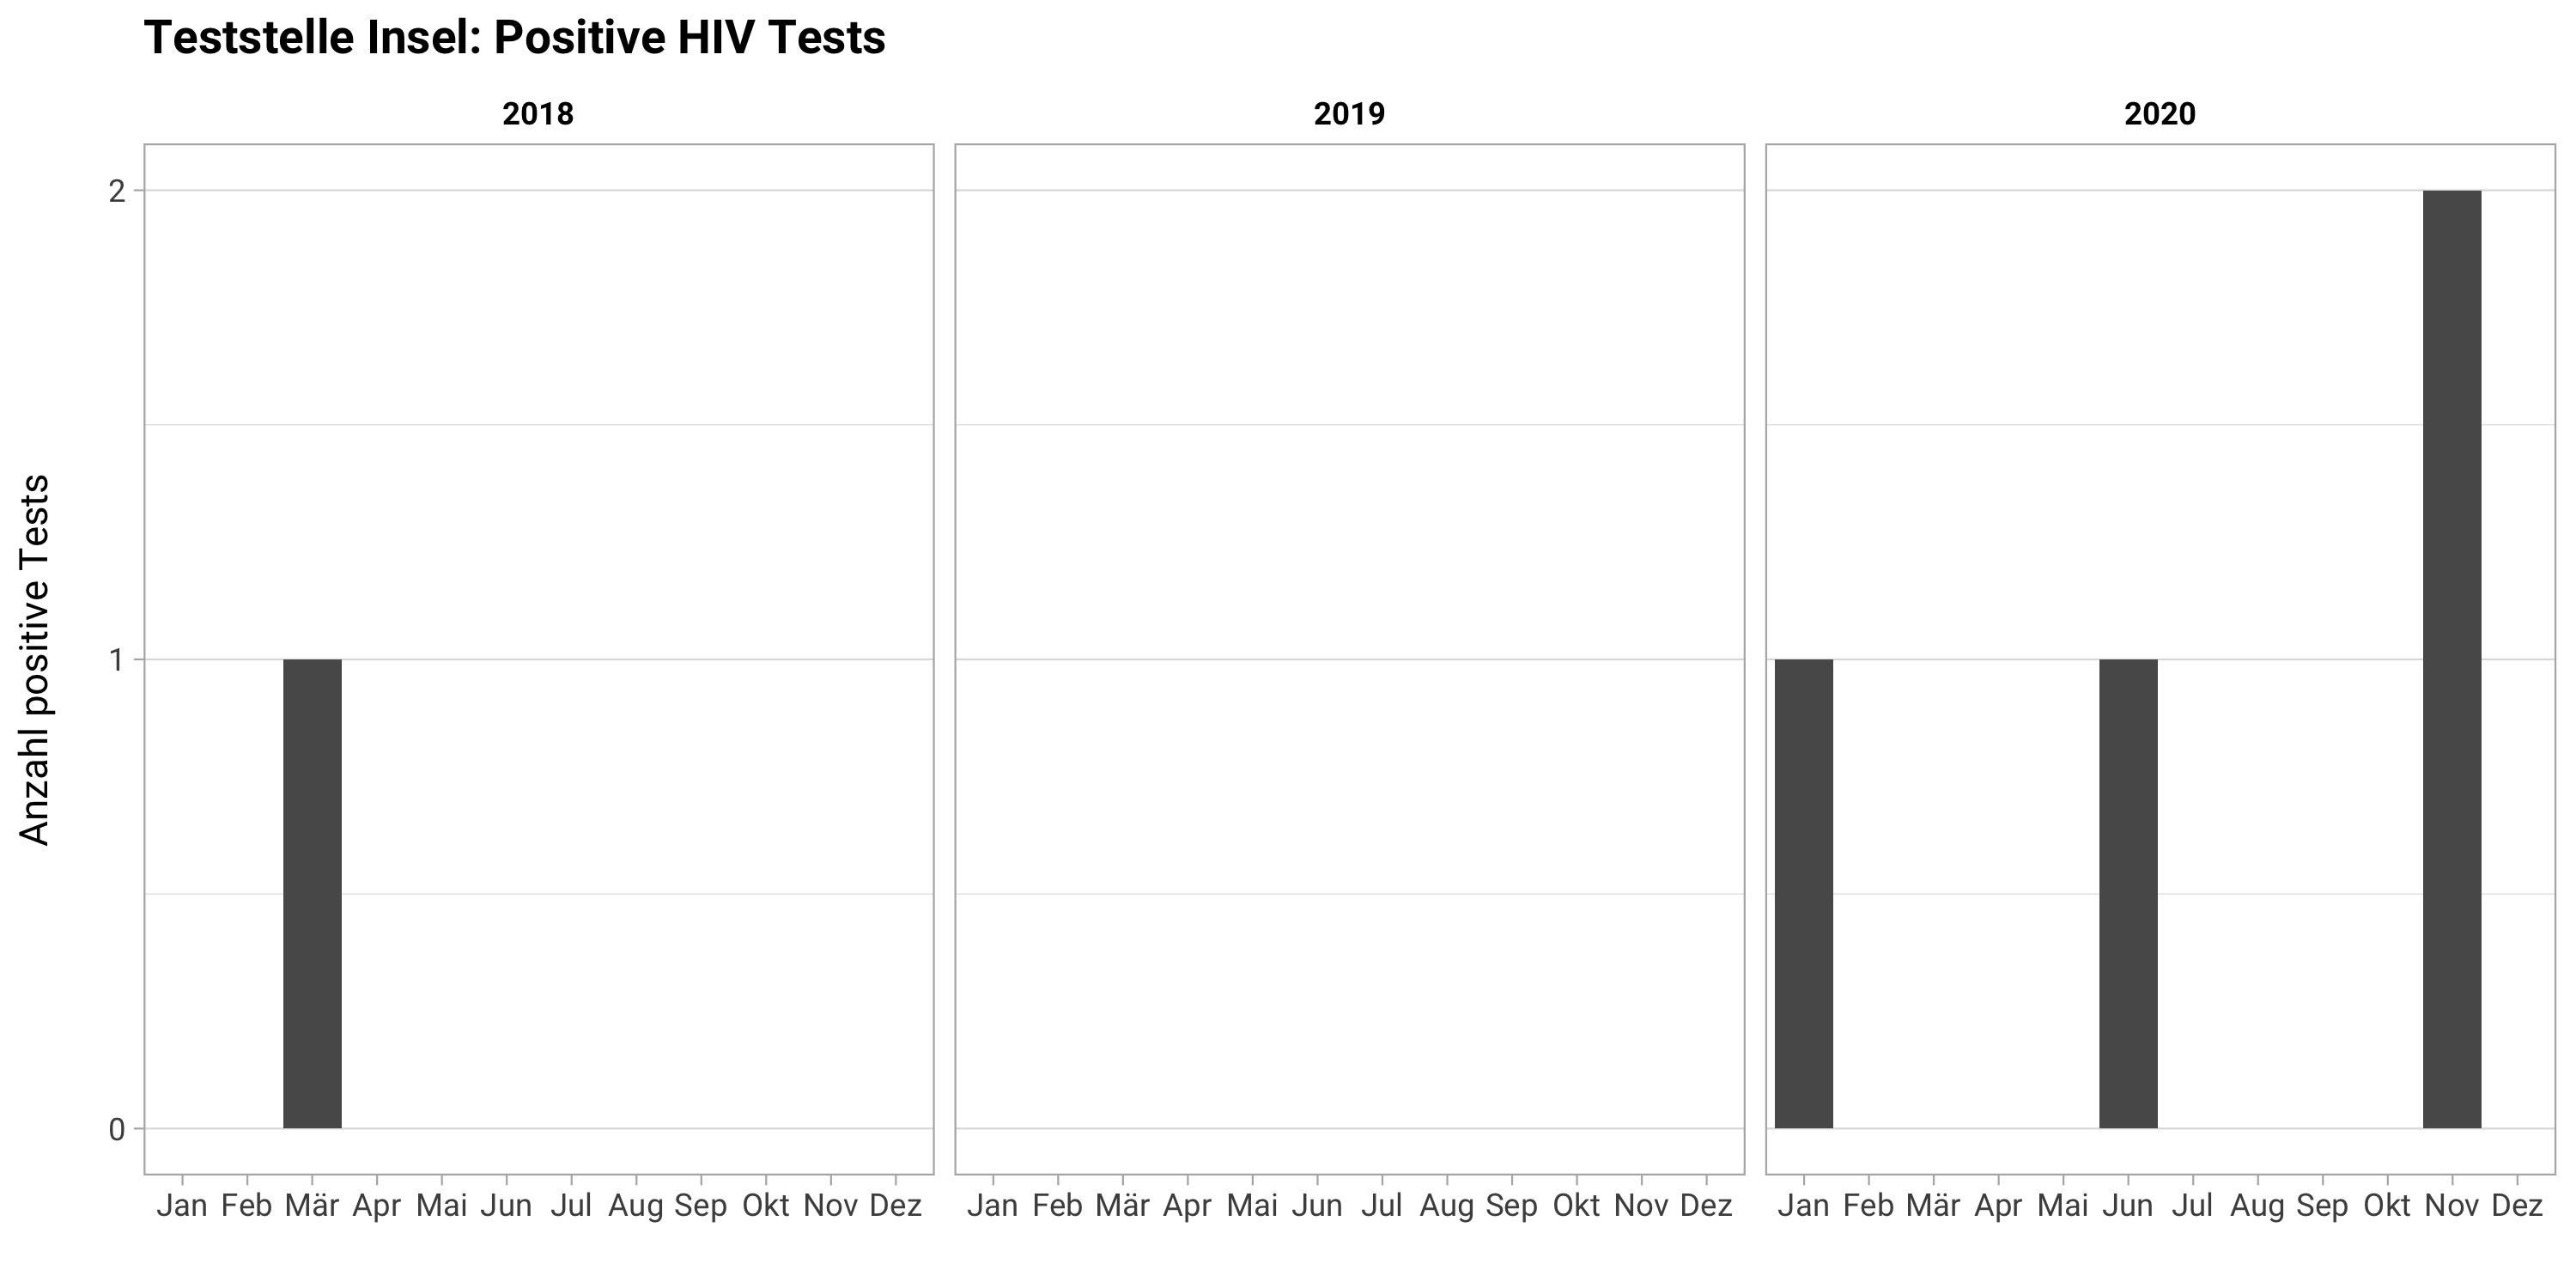 Teststelle Insel: Positive HIV Tests
2018 2019 2020
Anzahl positive Tests
2
1
0
Jan Feb Mär Apr Mai Jun Jul Aug Sep Okt Nov Dez Jan Feb Mär Apr Mai Jun Jul Aug Sep Okt Nov Dez Jan Feb Mär Apr Mai Jun Jul Aug Sep Okt Nov Dez